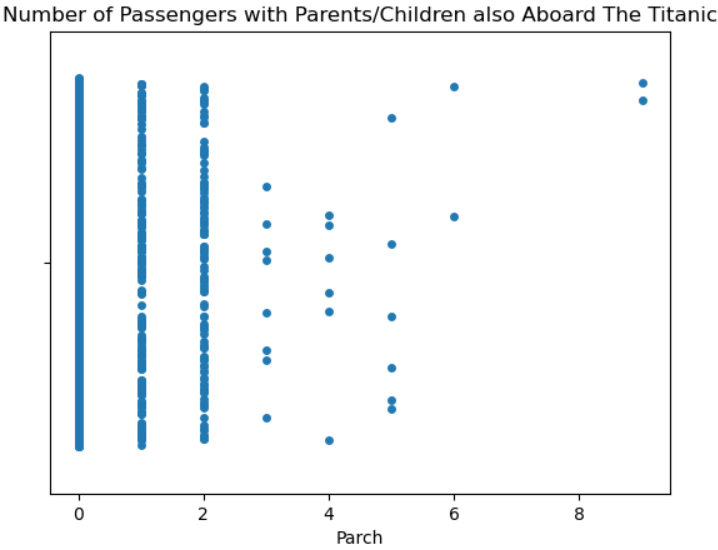 Number of Passengers with Parents/Children also Aboard The Titanic
0 2 4 6 8
Parch